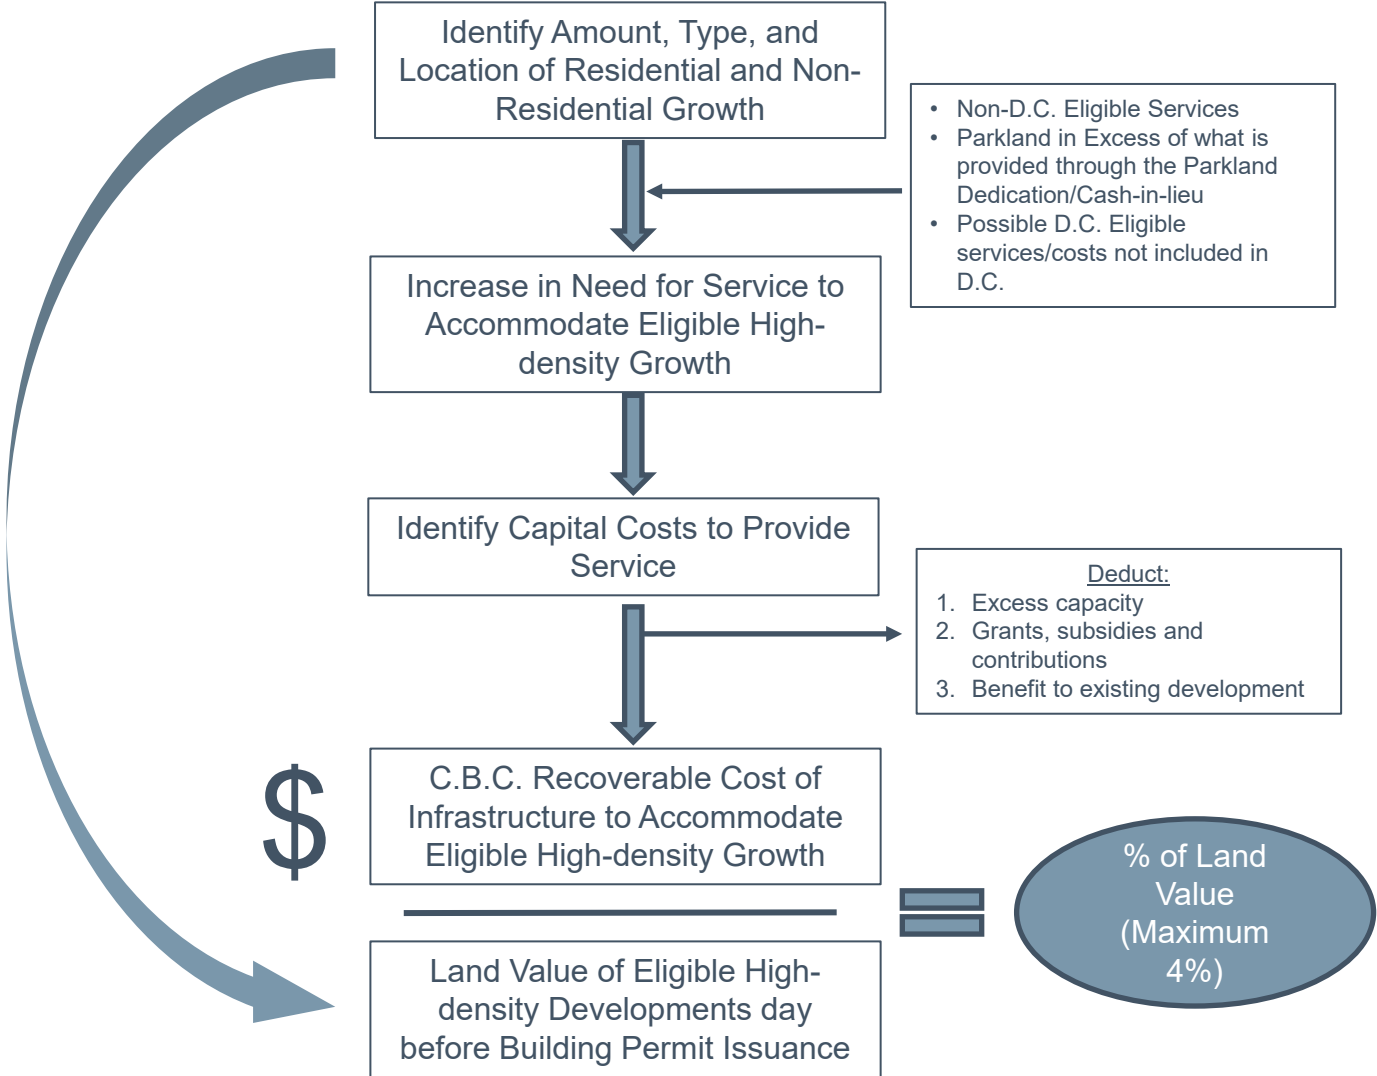 Identify Amount, Type, and
Location of Residential and Non-
Residential Growth
• Non-D.C. Eligible Services
• Parkland in Excess of what is
provided through the Parkland
Dedication/Cash-in-lieu
• Possible D.C. Eligible
services/costs not included in
D.C.
Increase in Need for Service to
Accommodate Eligible High-
density Growth
Identify Capital Costs to Provide
Service
Deduct:
1. Excess capacity
2. Grants, subsidies and
contributions
3. Benefit to existing development
$
C.B.C. Recoverable Cost of
Infrastructure to Accommodate
Eligible High-density Growth
% of Land
Value
(Maximum
4%)
Land Value of Eligible High-
density Developments day
before Building Permit Issuance